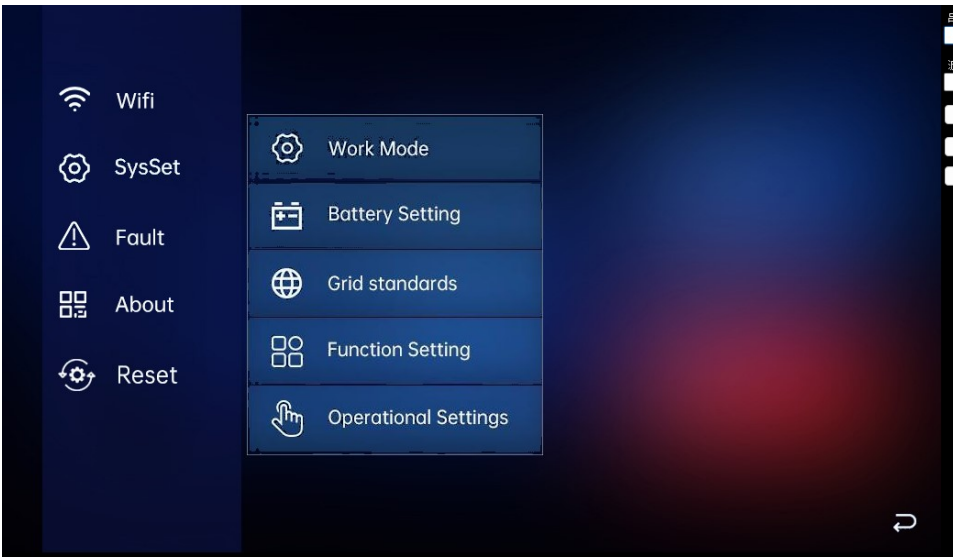 Wifi
SysSet
Fault
About
Reset
Work Mode
Battery Setting
Grid standards
Function Setting
Operational Settings